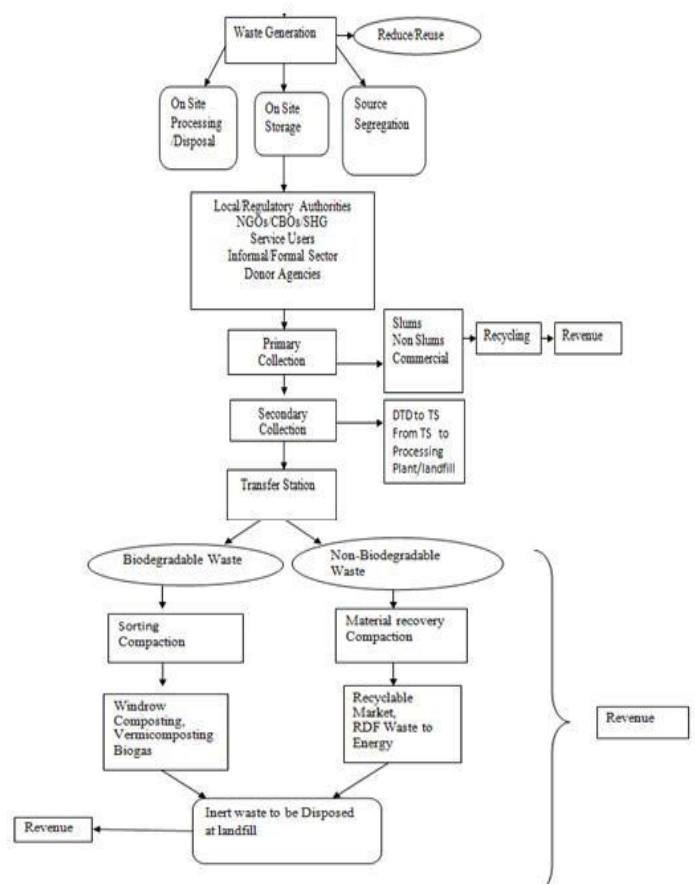 Waste Generation
Reduce/Reuse
On Site
Processing
/Disposal
On Site
Storage
Source
Segregation
Local/Regulatory Authorities
NGOs/CBOs/SHG
Service Users
Informal/Formal Sector
Donor Agencies
Primary
Collection
Slums
Non Slums
Commercial
Recycling
Revenue
Secondary
Collection
DTD to TS
From TS to
Processing
Plant/landfill
Transfer Station
Biodegradable Waste
Non-Biodegradable
Waste
Sorting
Compaction
Material recovery
Compaction
Windrow
Composting,
Vermicomposting
Biogas
Recyclable
Market,
RDF Waste to
Energy
Revenue
Inert waste to be Disposed
at landfill
Revenue